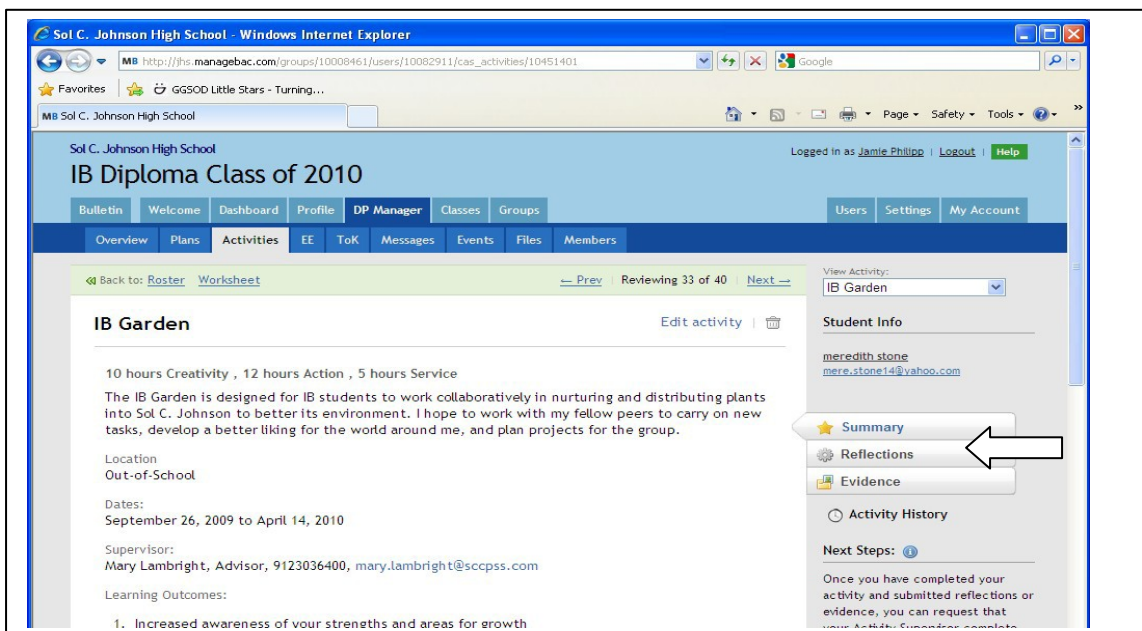 Sol C. Johnson High School - Windows Internet Explorer
MB http://jhs.managebac.com/groups/10008461/users/10082911/cas_activities/10451401
Google
Favorites GGSOD Little Stars - Turning...
MB Sol C. Johnson High School
Page Safety Tools
Sol C. Johnson High School
Logged in as Jamie Philipp | Logout | Help
IB Diploma Class of 2010
Bulletin Welcome Dashboard Profile DP Manager Classes Groups Users Settings My Account
Overview Plans Activities EE ToK Messages Events Files Members
Back to: Roster Worksheet ← Prev | Reviewing 33 of 40 | Next →
View Activity:
IB Garden
IB Garden
Edit activity
Student Info
meredith stone
mere.stone14@yahoo.com
10 hours Creativity , 12 hours Action , 5 hours Service
The IB Garden is designed for IB students to work collaboratively in nurturing and distributing plants
into Sol C. Johnson to better its environment. I hope to work with my fellow peers to carry on new
tasks, develop a better liking for the world around me, and plan projects for the group.
Location
Out-of-School
Dates:
September 26, 2009 to April 14, 2010
Supervisor:
Mary Lambright, Advisor, 9123036400, mary.lambright@sccpss.com
Learning Outcomes:
1. Increased awareness of your strengths and areas for growth
Summary
Reflections
Evidence
Activity History
Next Steps:
Once you have completed your
activity and submitted reflections or
evidence, you can request that
your Activity Supervisor complete